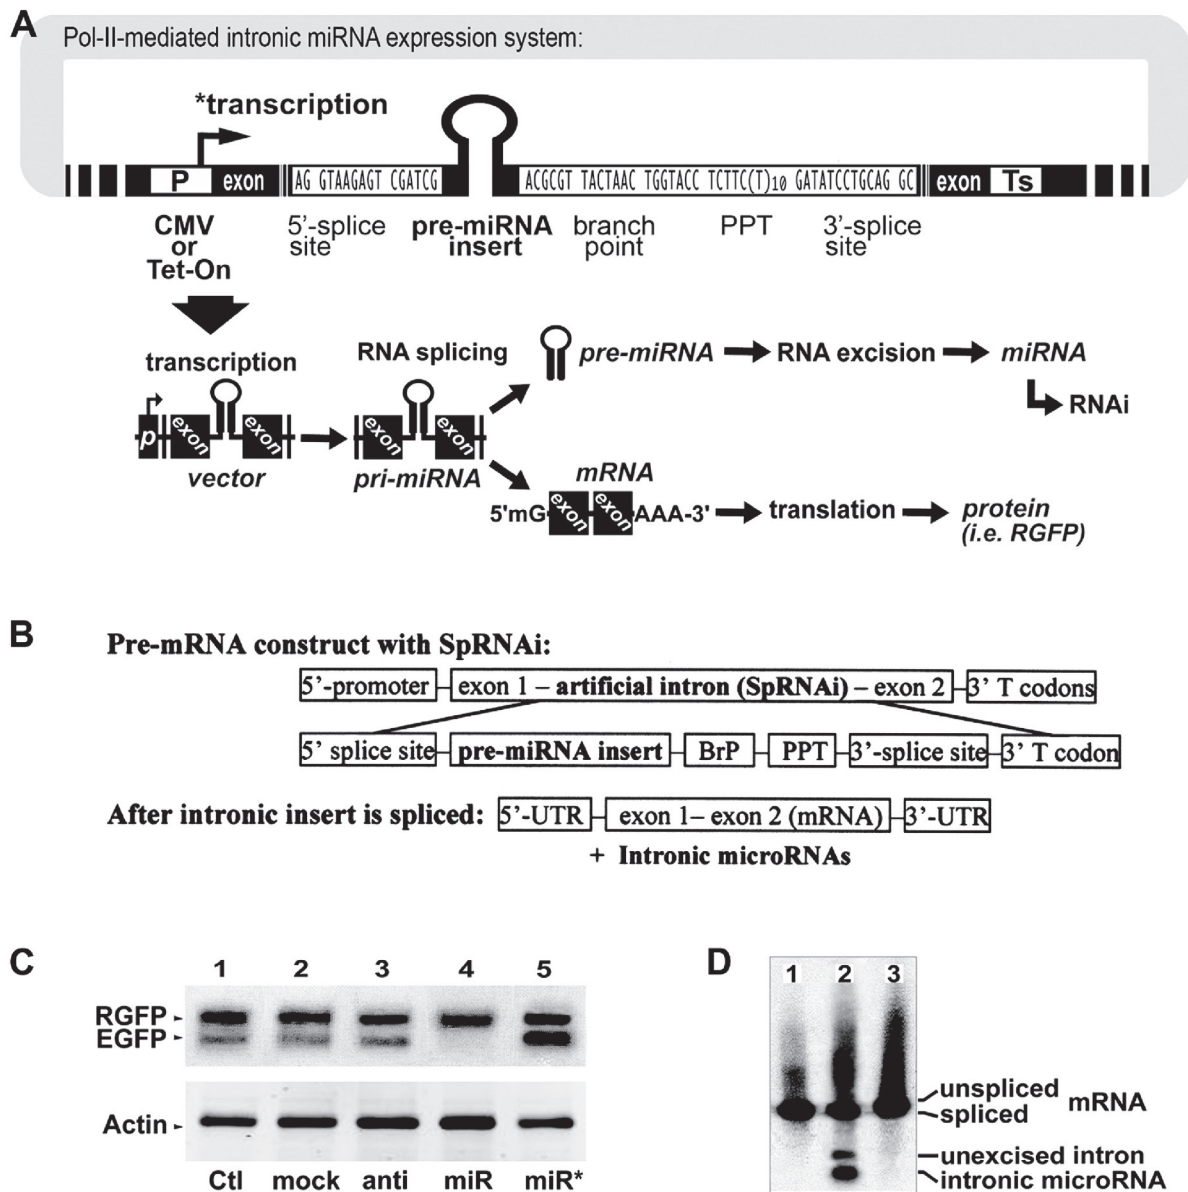 A
Pol-II-mediated intronic miRNA expression system:
*transcription
P exon AG GTAAGAGT CGATCG ACGCGT TACTAAC TGGTACC TCTTC(T)10 GATATCCTGCAG GC exon Ts
CMV
or
Tet-On
5'-splice
site
pre-miRNA
insert
branch
point
PPT
3'-splice
site
transcription
RNA splicing
pre-miRNA RNA excision miRNA
RNAi
p exon exon
vector
exon exon
pri-miRNA
mRNA
5'mG exon exon AAA-3' translation protein
(i.e. RGFP)
B
Pre-mRNA construct with SpRNAi:
5'-promoter exon 1 – artificial intron (SpRNAi) – exon 2 3' T codons
5' splice site pre-miRNA insert BrP PPT 3'-splice site 3' T codon
After intronic insert is spliced: 5'-UTR exon 1– exon 2 (mRNA) 3'-UTR
+ Intronic microRNAs
C
1 2 3 4 5
RGFP
EGFP
Actin
Ctl mock anti miR miR*
D
1 2 3
unspliced
spliced
mRNA
unexcised intron
intronic microRNA